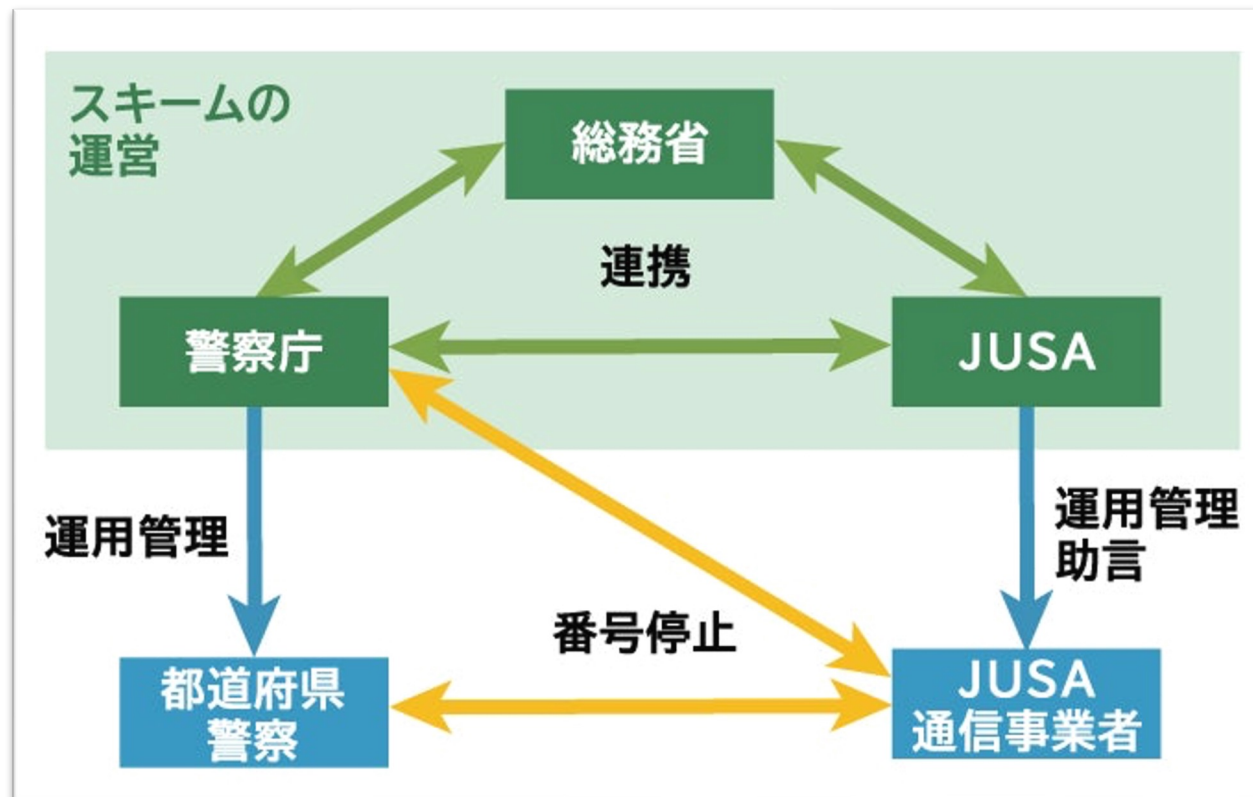 スキームの
運営
総務省
連携
警察庁
JUSA
運用管理
運用管理
助言
番号停止
都道府県
警察
JUSA
通信事業者